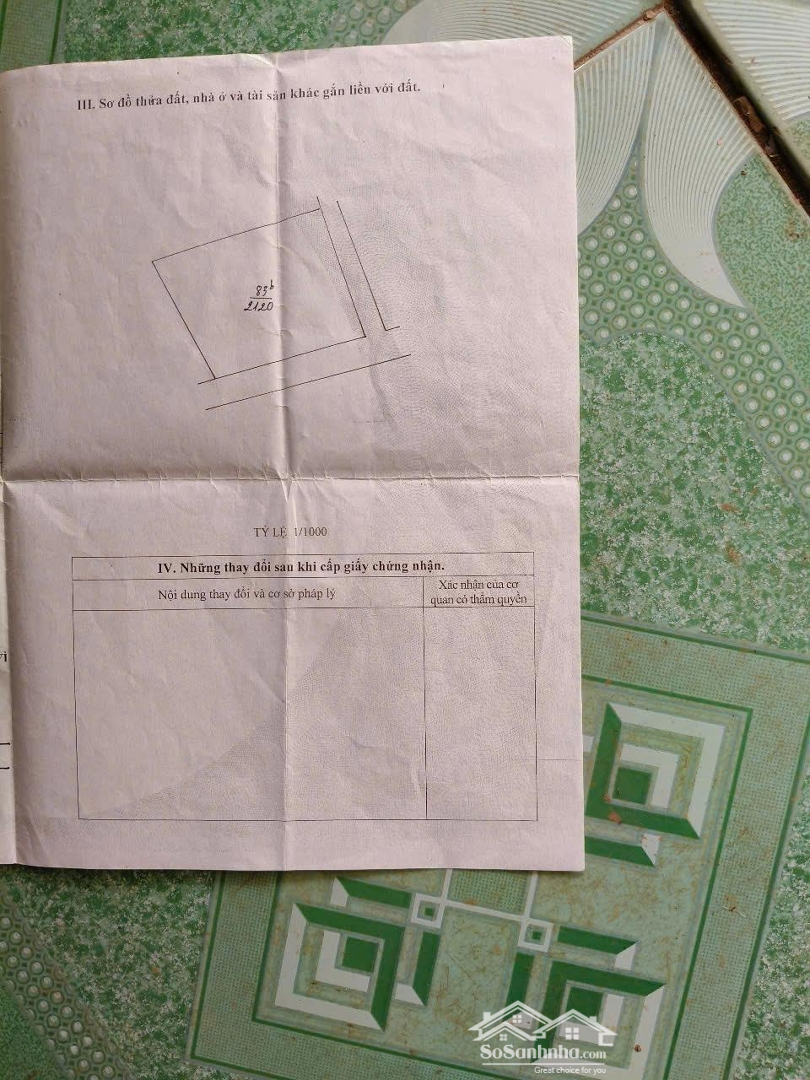 III. Sơ đồ thửa đất, nhà ở và tài sản khác gắn liền với đất.
83b
2120
TỶ LỆ 1/1000
IV. Những thay đổi sau khi cấp giấy chứng nhận.
Nội dung thay đổi và cơ sở pháp lý
Xác nhận của cơ
quan có thẩm quyền
SoSanhnha.com
Great choice for you